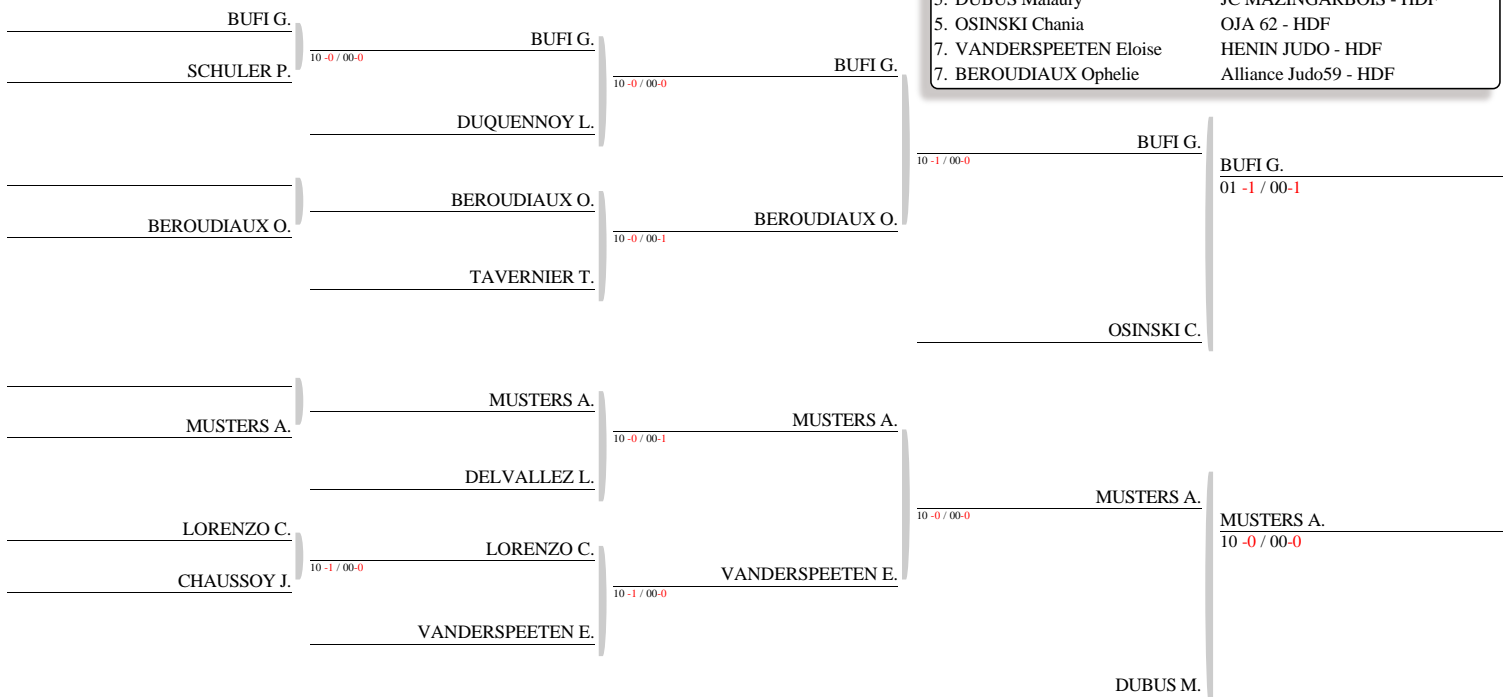 5. DUBUS Malaury JC MAZINGARBOIS - HDF
5. OSINSKI Chania OJA 62 - HDF
7. VANDERSPEETEN Eloise HENIN JUDO - HDF
7. BEROUDIAUX Ophelie Alliance Judo59 - HDF
BUFI G.
SCHULER P.
BEROUDIAUX O.
MUSTERS A.
LORENZO C.
CHAUSSOY J.
BUFI G.
10 -0 / 00-0
DUQUENNOY L.
BEROUDIAUX O.
TAVERNIER T.
MUSTERS A.
DELVALLEZ L.
LORENZO C.
10 -1 / 00-0
VANDERSPEETEN E.
BUFI G.
10 -0 / 00-0
BEROUDIAUX O.
10 -0 / 00-1
MUSTERS A.
10 -0 / 00-1
VANDERSPEETEN E.
10 -1 / 00-0
BUFI G.
10 -1 / 00-0
OSINSKI C.
MUSTERS A.
10 -0 / 00-0
DUBUS M.
BUFI G.
01 -1 / 00-1
MUSTERS A.
10 -0 / 00-0